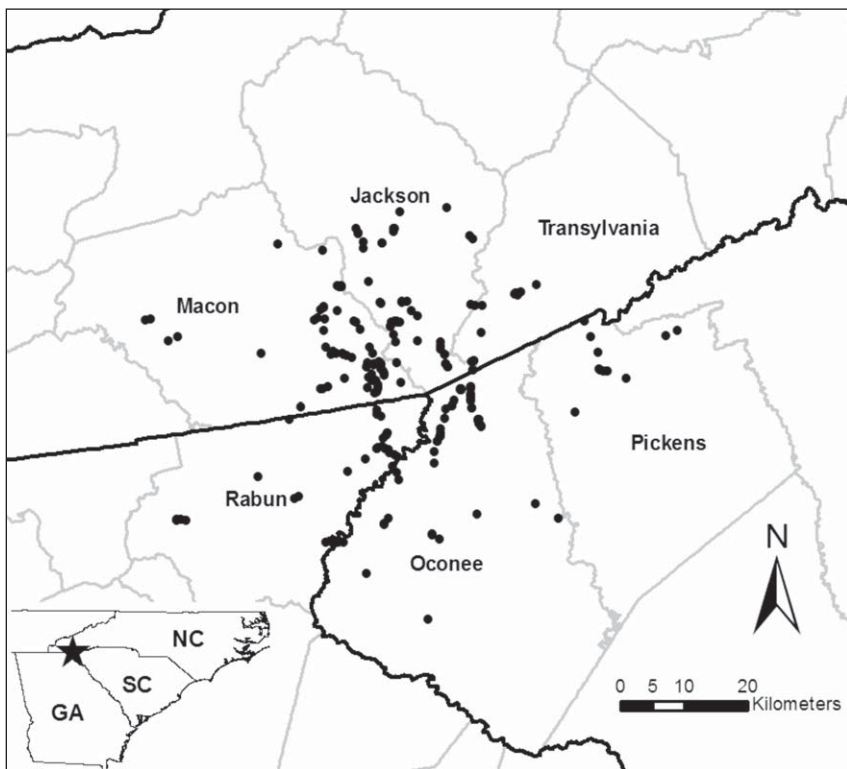 Jackson
Transylvania
Macon
Pickens
Rabun
Oconee
N
NC
SC
GA
0 5 10 20
Kilometers